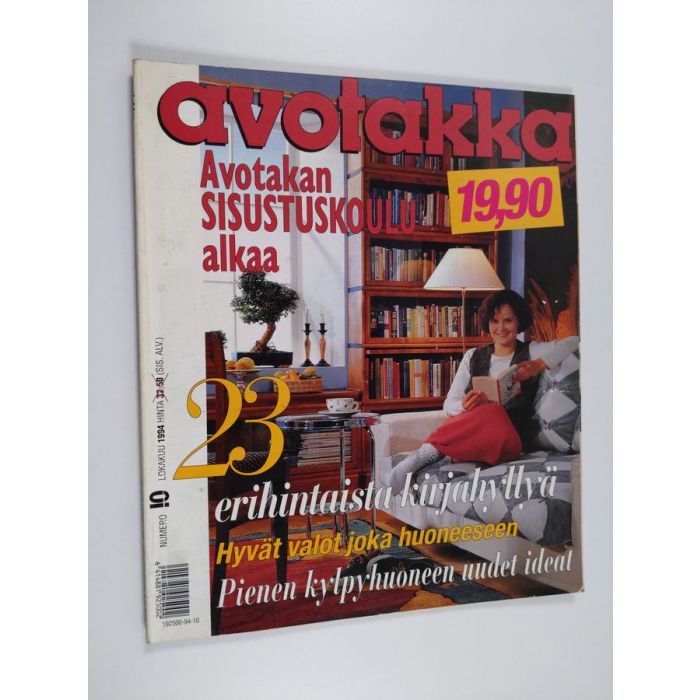 avotakka
Avotakan
SISUSTUSKOULU
alkaa
19,90
23
erihintaista kirjahyllyä
Hyvät valot joka huoneeseen
Pienen kylpyhuoneen uudet ideat
NUMERO 10 LOKAKUU 1994 HINTA 32,50 (SIS. ALV.)
192500-94-10